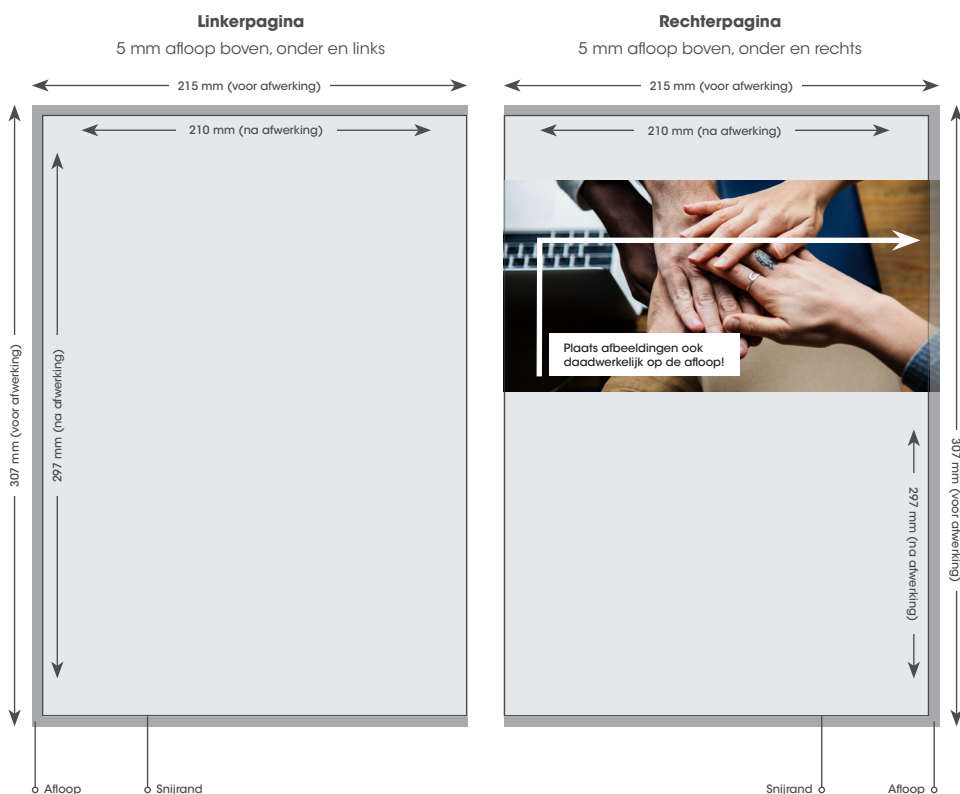 Linkerpagina
5 mm afloop boven, onder en links
215 mm (voor afwerking)
210 mm (na afwerking)
307 mm (voor afwerking)
297 mm (na afwerking)
Afloop
Snijrand
Rechterpagina
5 mm afloop boven, onder en rechts
215 mm (voor afwerking)
210 mm (na afwerking)
Plaats afbeeldingen ook
daadwerkelijk op de afloop!
297 mm (na afwerking)
307 mm (voor afwerking)
Snijrand
Afloop